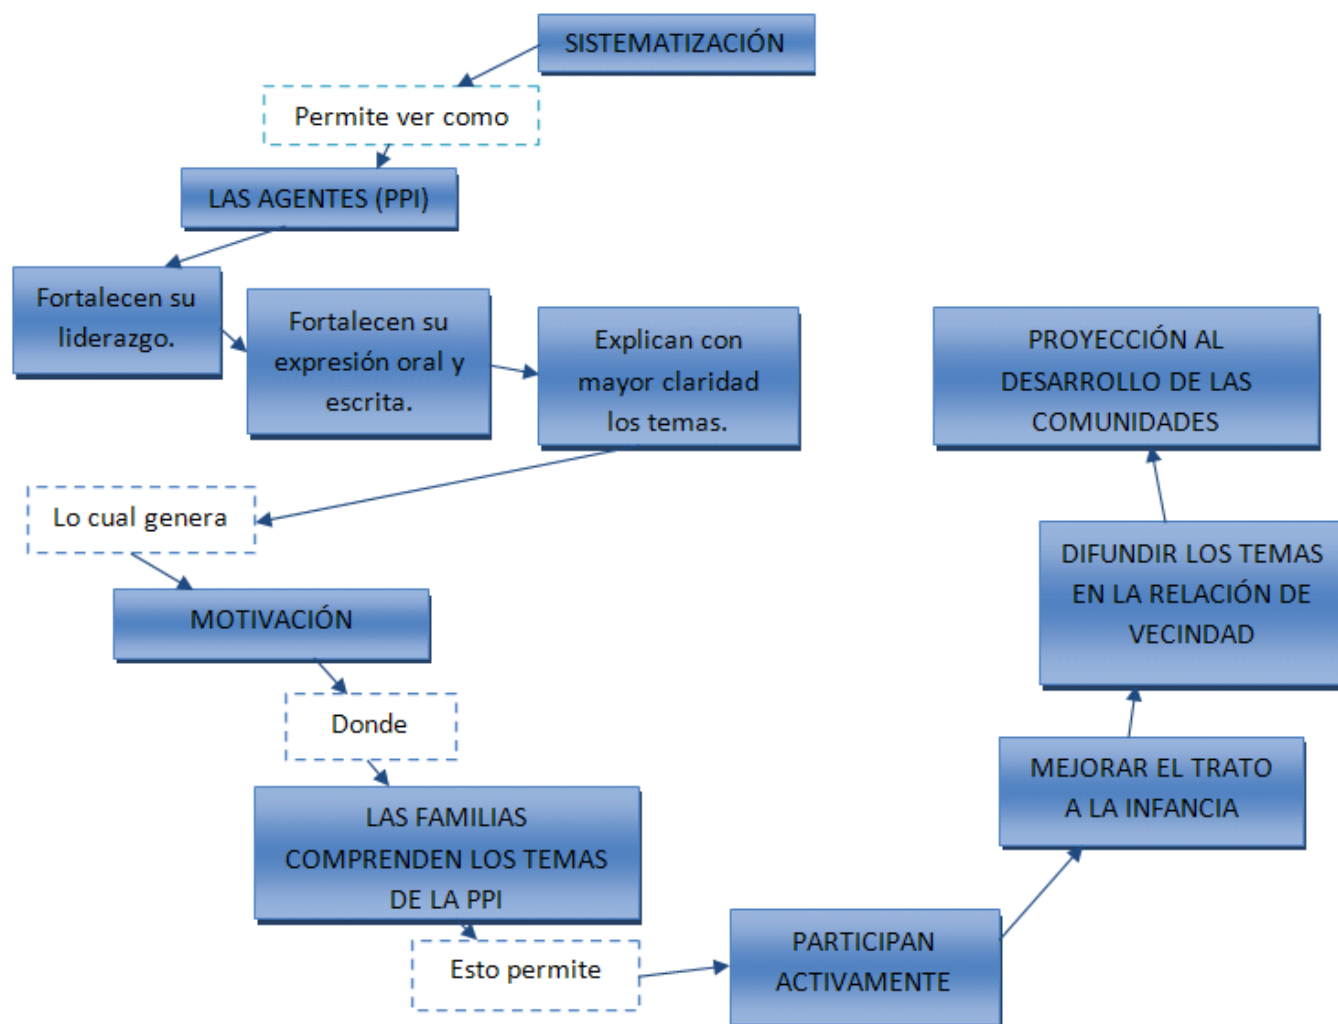 SISTEMATIZACIÓN
Permite ver como
LAS AGENTES (PPI)
Fortalecen su
liderazgo.
Fortalecen su
expresión oral y
escrita.
Explican con
mayor claridad
los temas.
Lo cual genera
MOTIVACIÓN
Donde
LAS FAMILIAS
COMPRENDEN LOS TEMAS
DE LA PPI
Esto permite
PARTICIPAN
ACTIVAMENTE
MEJORAR EL TRATO
A LA INFANCIA
DIFUNDIR LOS TEMAS
EN LA RELACIÓN DE
VECINDAD
PROYECCIÓN AL
DESARROLLO DE LAS
COMUNIDADES